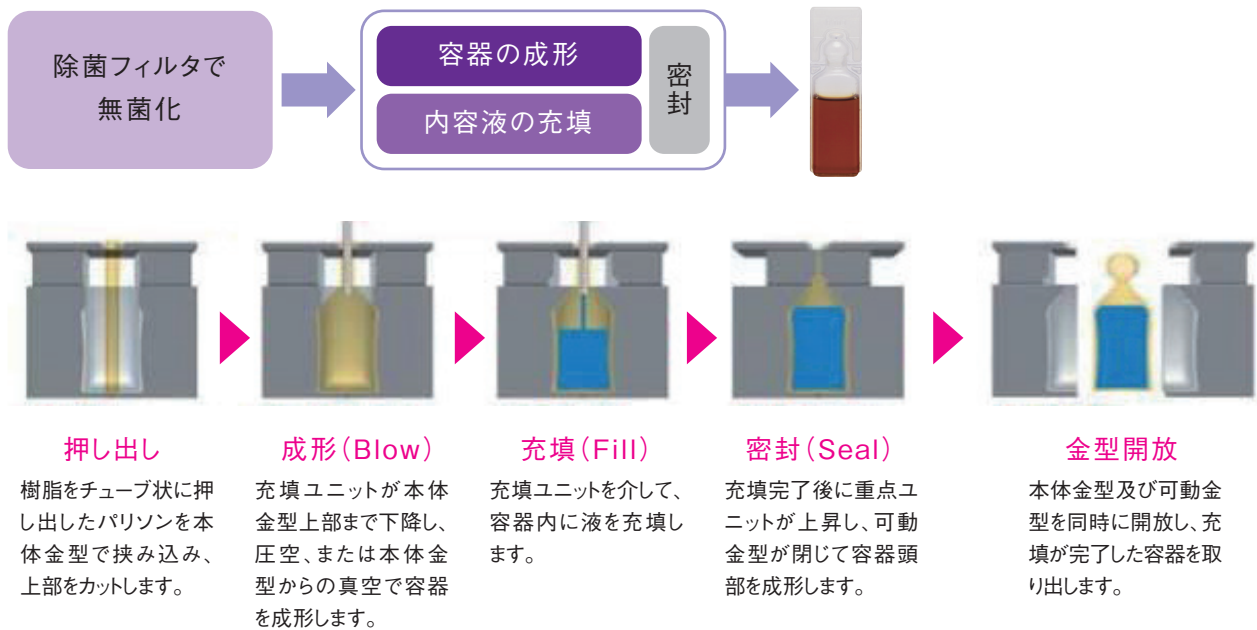 除菌フィルタで
無菌化
容器の成形
内容液の充填
密封
押し出し
樹脂をチューブ状に押
し出したパリソンを本
体金型で挟み込み、
上部をカットします。
成形(Blow)
充填ユニットが本体
金型上部まで下降し、
圧空、または本体金
型からの真空で容器
を成形します。
充填(Fill)
充填ユニットを介して、
容器内に液を充填し
ます。
密封(Seal)
充填完了後に重点ユ
ニットが上昇し、可動
金型が閉じて容器頭
部を成形します。
金型開放
本体金型及び可動金
型を同時に開放し、充
填が完了した容器を取
り出します。